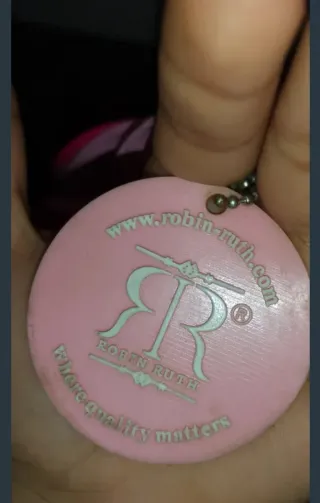 www.robin-ruth.com
RR®
ROBIN RUTH
where quality matters